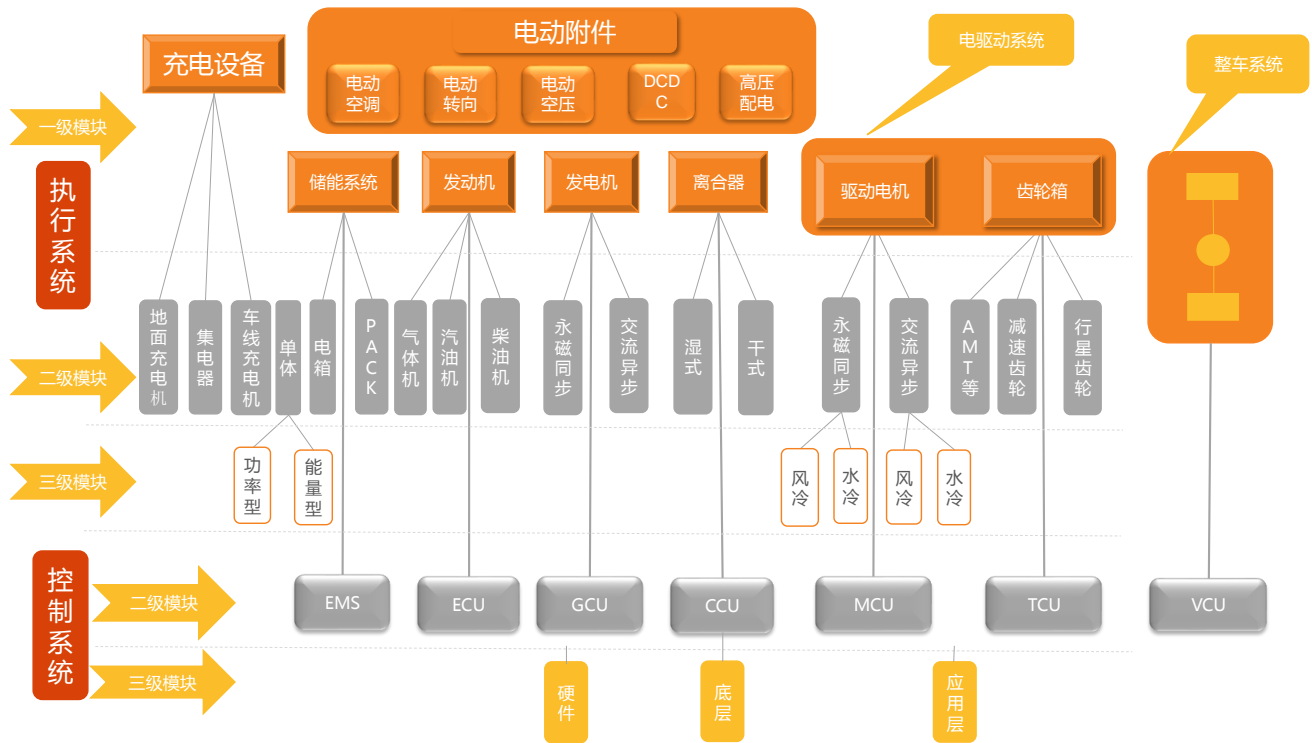 电动附件
充电设备
电动
空调
电动
转向
电动
空压
DCD
C
高压
配电
电驱动系统
整车系统
一级模块
执行系统
储能系统
发动机
发电机
离合器
驱动电机
齿轮箱
二级模块
地面充电机
集电器
车线充电机
单体
电箱
PACK
气体机
汽油机
柴油机
永磁同步
交流异步
湿式
干式
永磁同步
交流异步
AMT等
减速齿轮
行星齿轮
三级模块
功率型
能量型
风冷
水冷
风冷
水冷
控制系统
二级模块
EMS
ECU
GCU
CCU
MCU
TCU
VCU
三级模块
硬件
底层
应用层